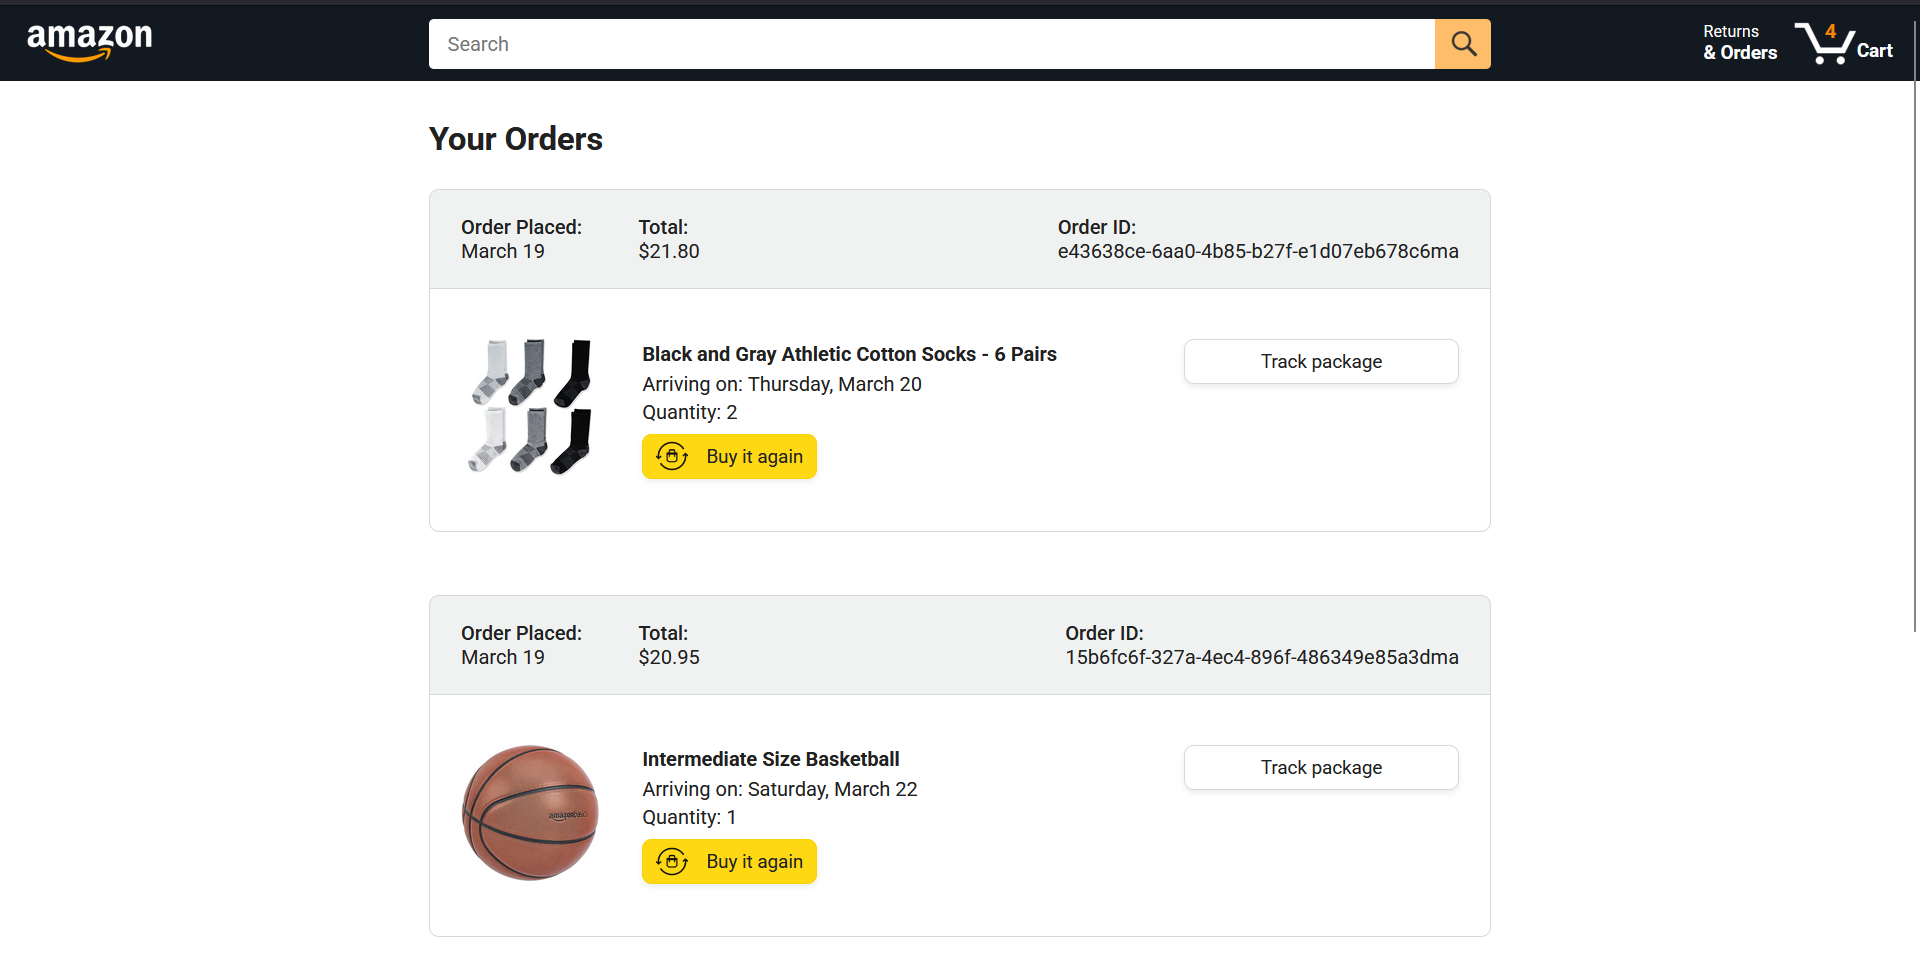 amazon
Search
Returns
& Orders
4
Cart
Your Orders
Order Placed:
March 19
Total:
$21.80
Order ID:
e43638ce-6aa0-4b85-b27f-e1d07eb678c6ma
Black and Gray Athletic Cotton Socks - 6 Pairs
Arriving on: Thursday, March 20
Quantity: 2
Buy it again
Track package
Order Placed:
March 19
Total:
$20.95
Order ID:
15b6fc6f-327a-4ec4-896f-486349e85a3dma
amazonbasics
Intermediate Size Basketball
Arriving on: Saturday, March 22
Quantity: 1
Buy it again
Track package